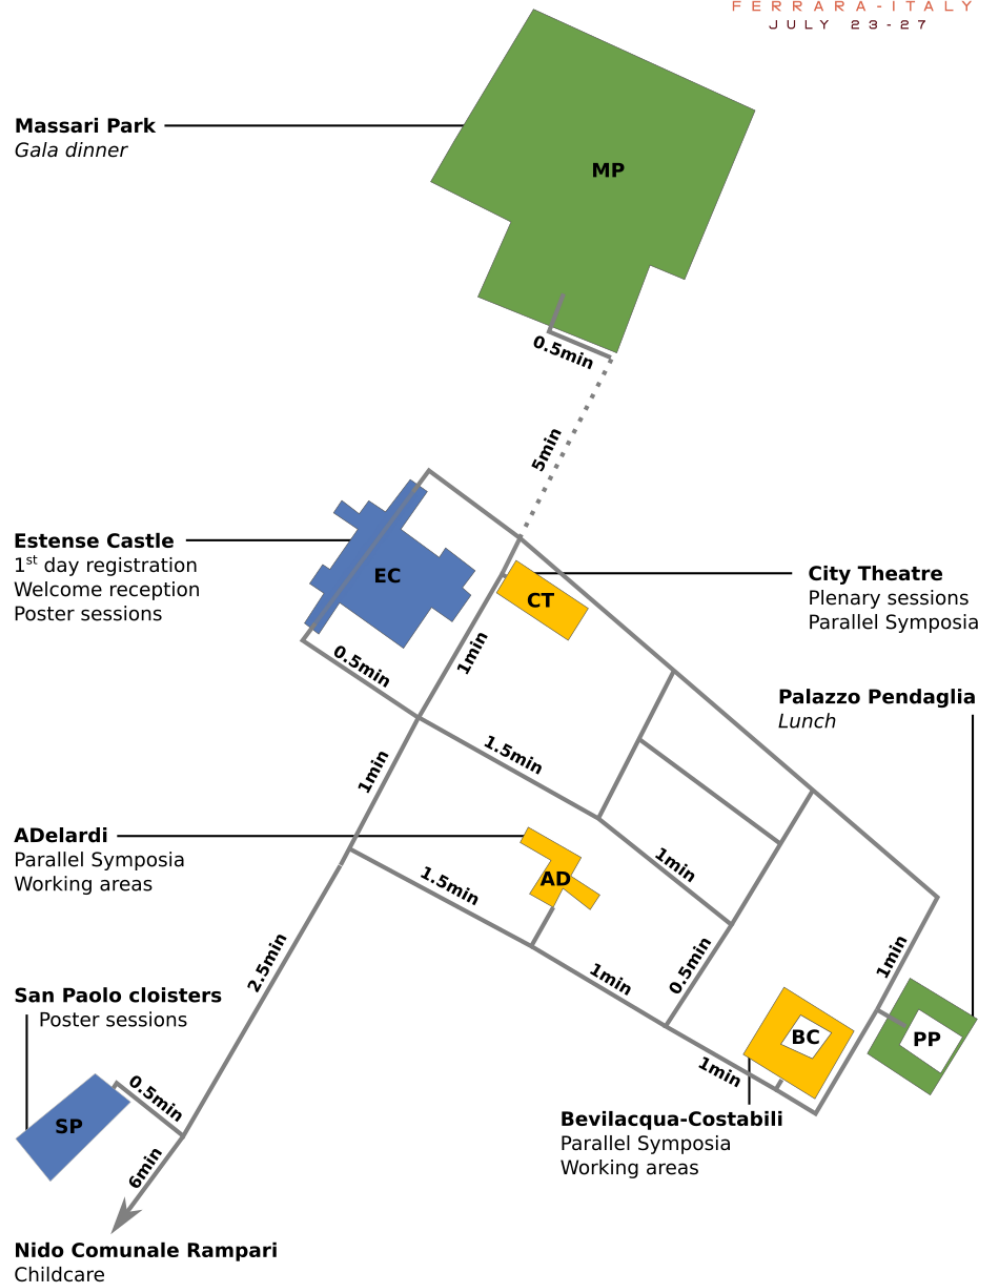 FERRARA-ITALY
JULY 23-27
Massari Park
Gala dinner
MP
0.5min
5min
Estense Castle
1st day registration
Welcome reception
Poster sessions
EC
CT
City Theatre
Plenary sessions
Parallel Symposia
0.5min
1min
Palazzo Pendaglia
Lunch
1.5min
1min
ADelardi
Parallel Symposia
Working areas
AD
1.5min
1min
2.5min
1min
0.5min
1min
San Paolo cloisters
Poster sessions
BC
PP
1min
0.5min
SP
6min
Bevilacqua-Costabili
Parallel Symposia
Working areas
Nido Comunale Rampari
Childcare